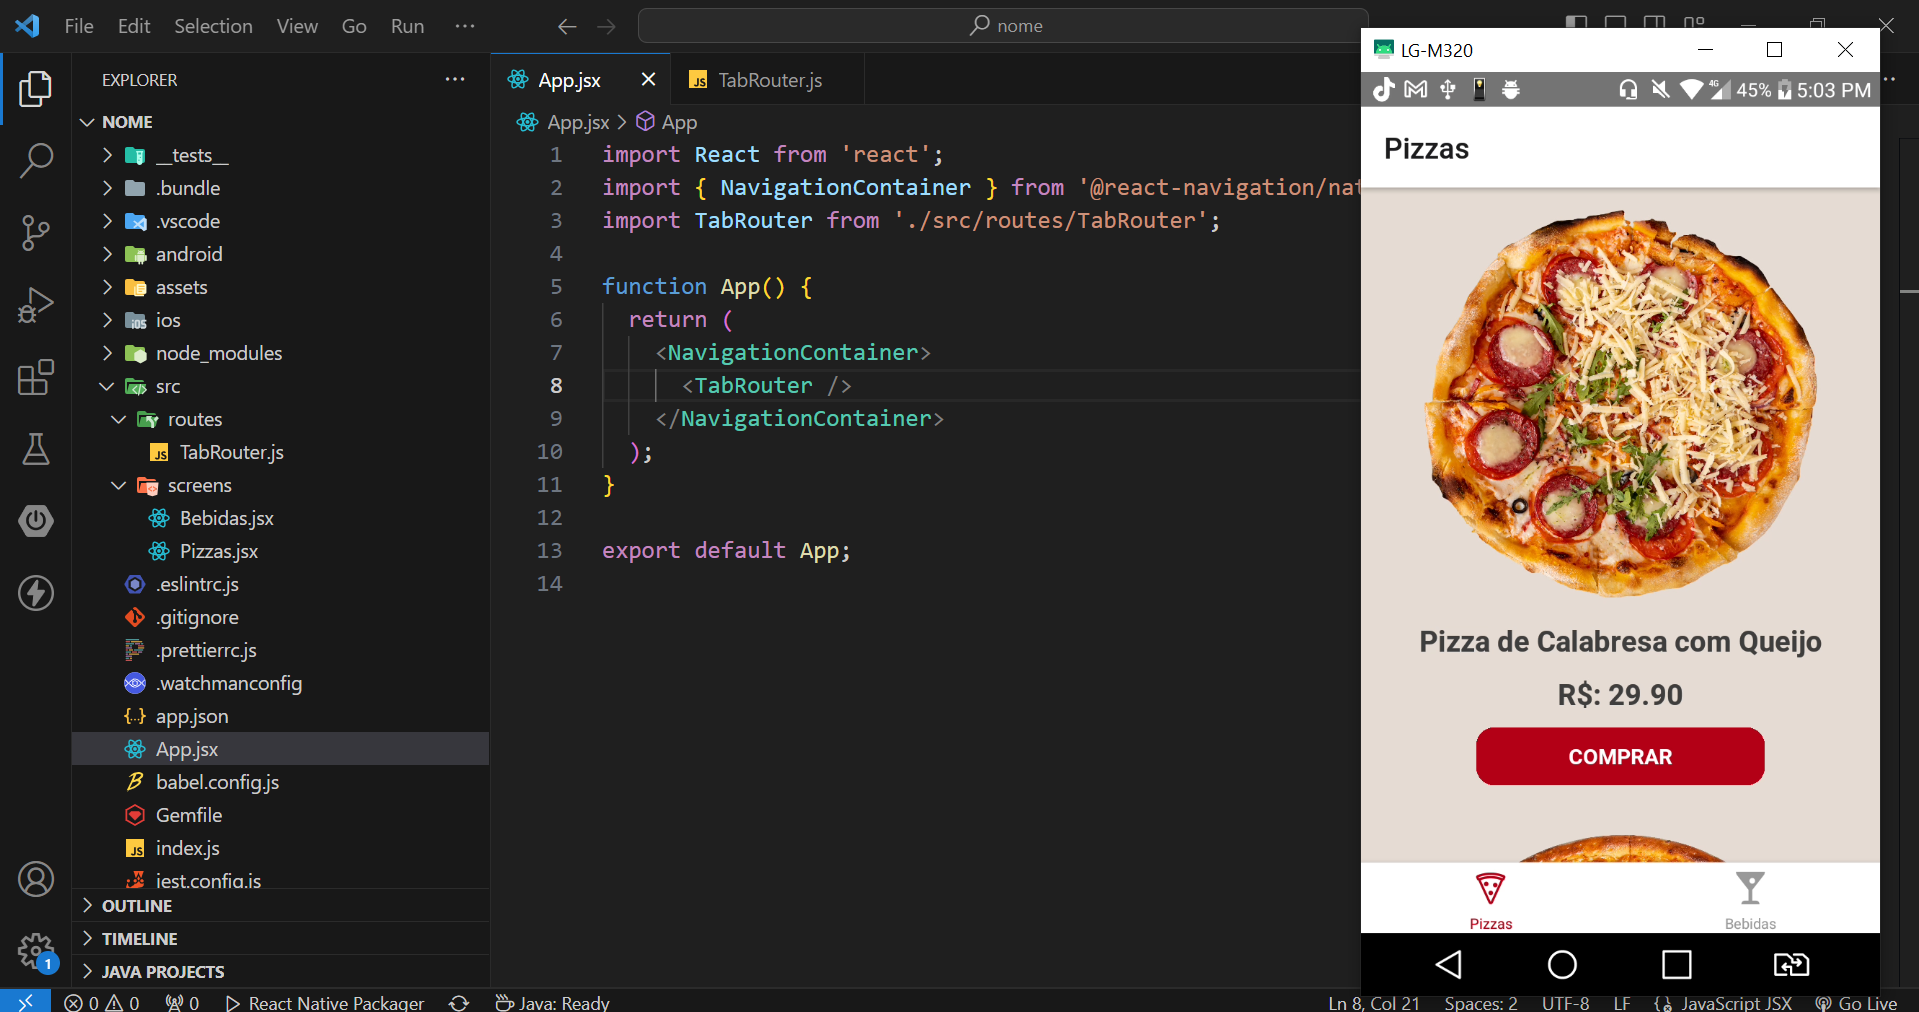 File Edit Selection View Go Run ...
nome
EXPLORER ...
NOME
__tests__
.bundle
.vscode
android
assets
ios
node_modules
src
routes
TabRouter.js
screens
Bebidas.jsx
Pizzas.jsx
.eslintrc.js
.gitignore
.prettierrc.js
.watchmanconfig
app.json
App.jsx
babel.config.js
Gemfile
index.js
jest.config.js
OUTLINE
TIMELINE
JAVA PROJECTS
App.jsx
TabRouter.js
App.jsx > App
1 import React from 'react';
2 import { NavigationContainer } from '@react-navigation/nat
3 import TabRouter from './src/routes/TabRouter';
4
5 function App() {
6 return (
7 <NavigationContainer>
8 <TabRouter />
9 </NavigationContainer>
10 );
11 }
12
13 export default App;
14
LG-M320
4G 45% 5:03 PM
Pizzas
Pizza de Calabresa com Queijo
R$: 29.90
COMPRAR
Pizzas Bebidas
1
0 0 0 React Native Packager Java: Ready Ln 8, Col 21 Spaces: 2 UTF-8 LF JavaScript JSX Go Live